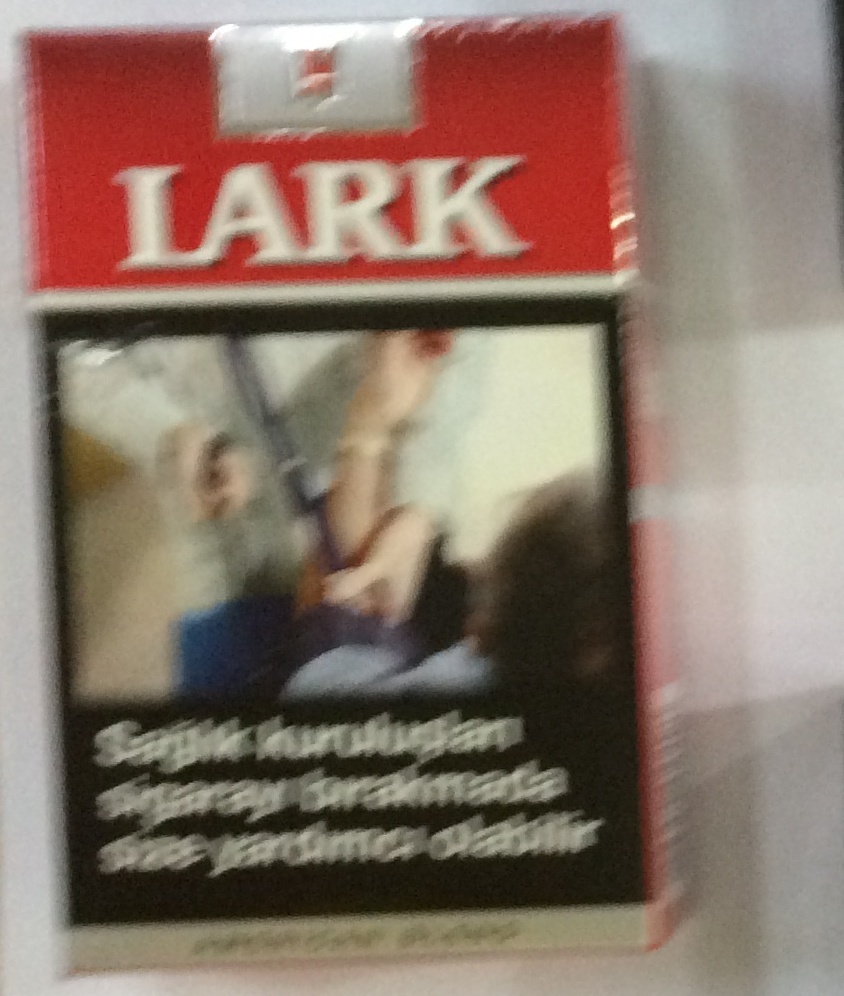 LARK
Sağlık kuruluşları
sigarayı bırakmada
size yardımcı olabilir